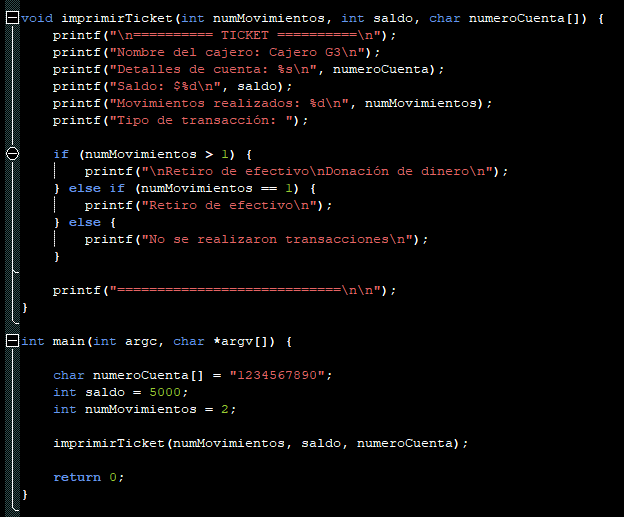 void imprimirTicket(int numMovimientos, int saldo, char numeroCuenta[]) {
    printf("\n========== TICKET ==========\n");
    printf("Nombre del cajero: Cajero G3\n");
    printf("Detalles de cuenta: %s\n", numeroCuenta);
    printf("Saldo: $%d\n", saldo);
    printf("Movimientos realizados: %d\n", numMovimientos);
    printf("Tipo de transacción: ");

    if (numMovimientos > 1) {
        printf("\nRetiro de efectivo\nDonación de dinero\n");
    } else if (numMovimientos == 1) {
        printf("Retiro de efectivo\n");
    } else {
        printf("No se realizaron transacciones\n");
    }

    printf("============================\n\n");
}

int main(int argc, char *argv[]) {

    char numeroCuenta[] = "1234567890";
    int saldo = 5000;
    int numMovimientos = 2;

    imprimirTicket(numMovimientos, saldo, numeroCuenta);

    return 0;
}